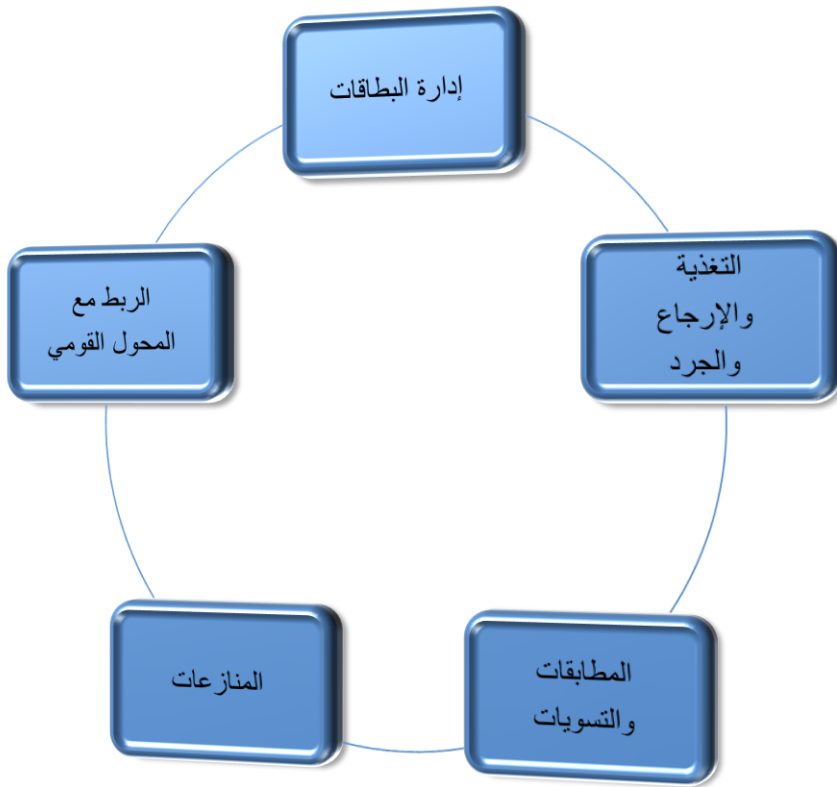 إدارة البطاقات
التغذية
والإرجاع
والجرد
المطابقات
والتسويات
المنازعات
الربط مع
المحول القومي